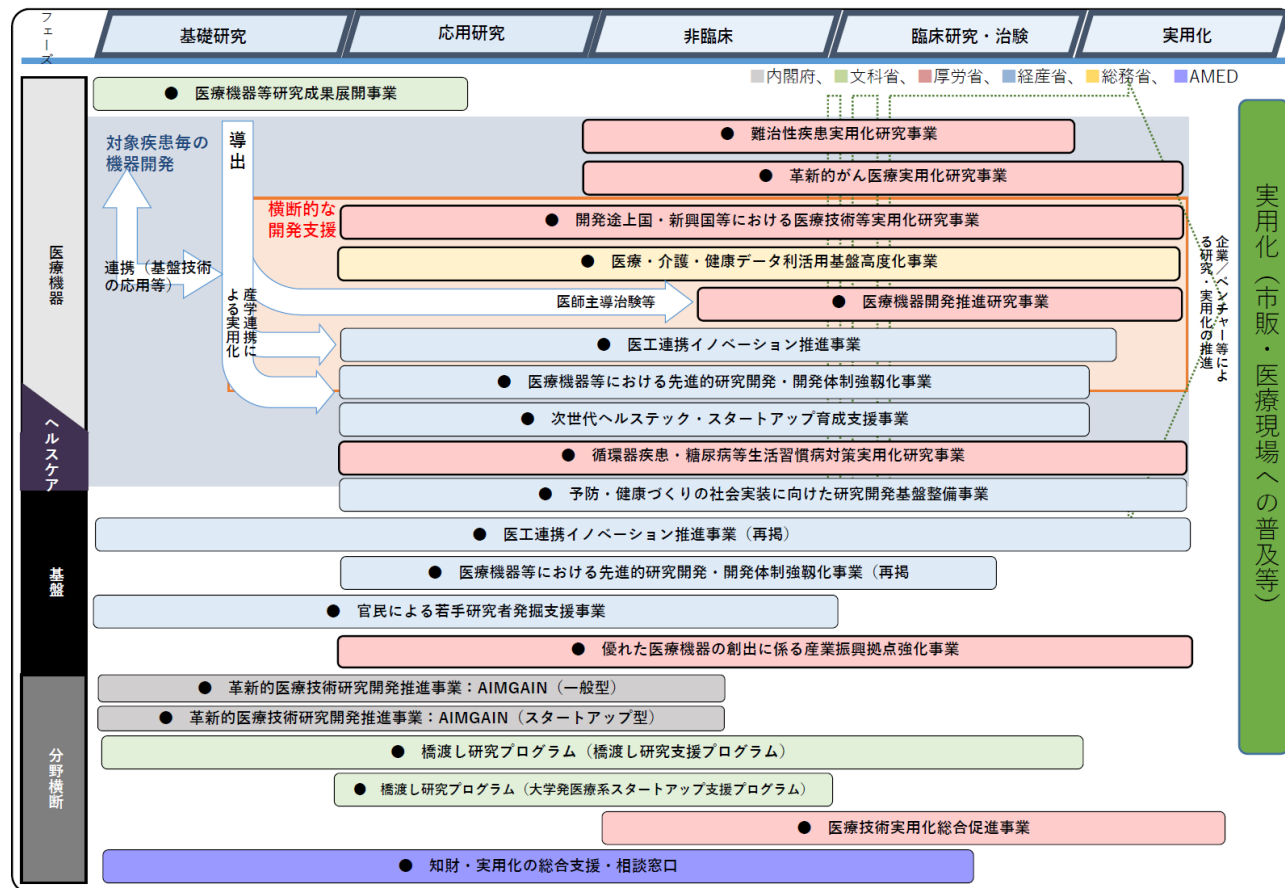 フェーズ
基礎研究
応用研究
非臨床
臨床研究・治験
実用化
内閣府、
文科省、
厚労省、
経産省、
総務省、
AMED
医療機器
● 医療機器等研究成果展開事業
対象疾患毎の
機器開発
導出
● 難治性疾患実用化研究事業
● 革新的がん医療実用化研究事業
横断的な
開発支援
● 開発途上国・新興国等における医療技術等実用化研究事業
連携（基盤技術
の応用等）
● 医療・介護・健康データ利活用基盤高度化事業
産学連携に
よる実用化
医師主導治験等
● 医療機器開発推進研究事業
● 医工連携イノベーション推進事業
● 医療機器等における先進的研究開発・開発体制強靱化事業
ヘルスケア
● 次世代ヘルステック・スタートアップ育成支援事業
● 循環器疾患・糖尿病等生活習慣病対策実用化研究事業
● 予防・健康づくりの社会実装に向けた研究開発基盤整備事業
基盤
● 医工連携イノベーション推進事業（再掲）
● 医療機器等における先進的研究開発・開発体制強靱化事業（再掲
● 官民による若手研究者発掘支援事業
● 優れた医療機器の創出に係る産業振興拠点強化事業
分野横断
● 革新的医療技術研究開発推進事業：AIMGAIN（一般型）
● 革新的医療技術研究開発推進事業：AIMGAIN（スタートアップ型）
● 橋渡し研究プログラム（橋渡し研究支援プログラム）
● 橋渡し研究プログラム（大学発医療系スタートアップ支援プログラム）
● 医療技術実用化総合促進事業
● 知財・実用化の総合支援・相談窓口
企業／ベンチャー等によ
る研究・実用化の推進
実用化（市販・医療現場への普及等）